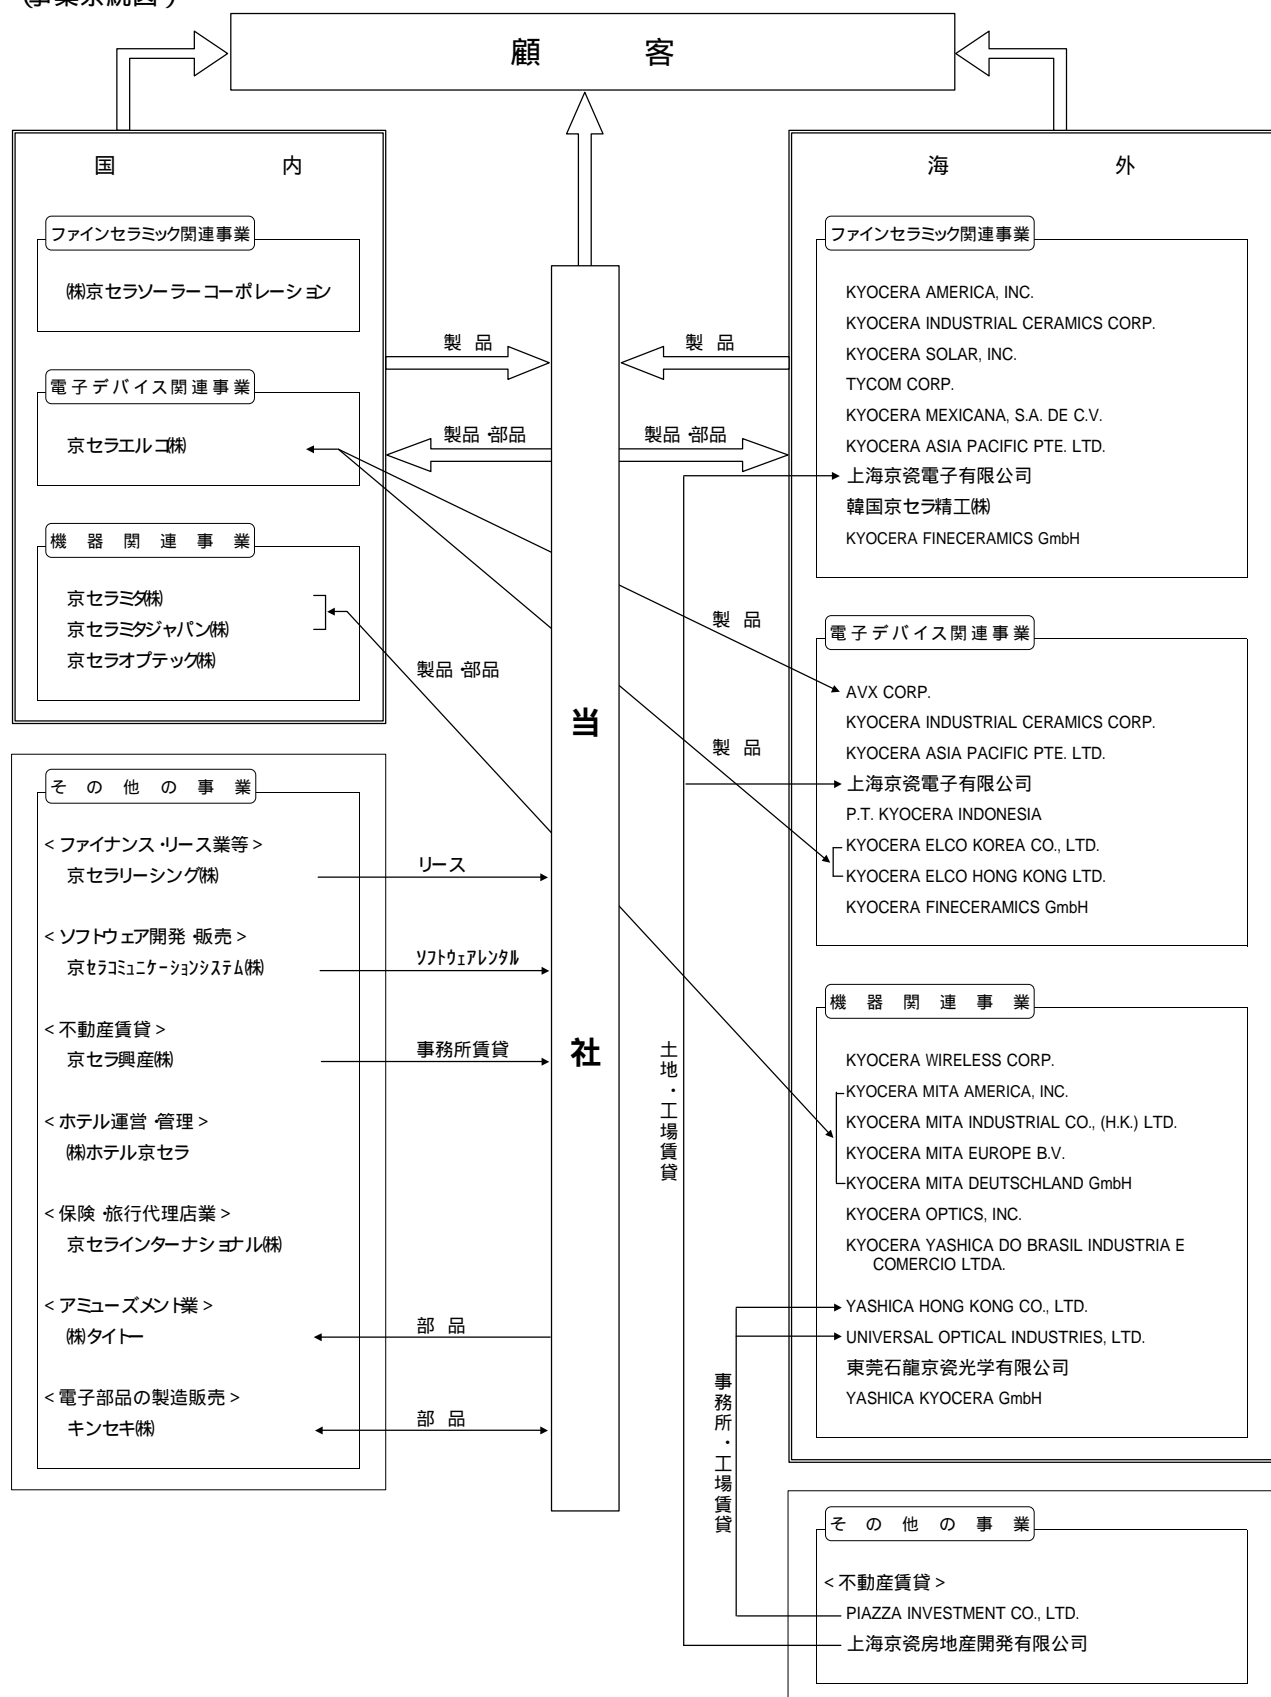 (事業系統図)
顧 客
国 内
ファインセラミック関連事業
㈱京セラソーラーコーポレーション
電子デバイス関連事業
京セラエルコ㈱
機器関連事業
京セラミタ㈱
京セラミタジャパン㈱
京セラオプテック㈱
その他の事業
<ファイナンス・リース業等>
京セラリーシング㈱
<ソフトウェア開発・販売>
京セラコミュニケーションシステム㈱
<不動産賃貸>
京セラ興産㈱
<ホテル運営・管理>
㈱ホテル京セラ
<保険・旅行代理店業>
京セラインターナショナル㈱
<アミューズメント業>
㈱タイトー
<電子部品の製造販売>
キンセキ㈱
製 品
製品・部品
製品・部品
リース
ソフトウェアレンタル
事務所賃貸
部 品
部 品
当 社
製 品
製品・部品
製 品
製 品
土地・工場賃貸
事務所・工場賃貸
海 外
ファインセラミック関連事業
KYOCERA AMERICA, INC.
KYOCERA INDUSTRIAL CERAMICS CORP.
KYOCERA SOLAR, INC.
TYCOM CORP.
KYOCERA MEXICANA, S.A. DE C.V.
KYOCERA ASIA PACIFIC PTE. LTD.
上海京瓷電子有限公司
韓国京セラ精工㈱
KYOCERA FINECERAMICS GmbH
電子デバイス関連事業
AVX CORP.
KYOCERA INDUSTRIAL CERAMICS CORP.
KYOCERA ASIA PACIFIC PTE. LTD.
上海京瓷電子有限公司
P.T. KYOCERA INDONESIA
KYOCERA ELCO KOREA CO., LTD.
KYOCERA ELCO HONG KONG LTD.
KYOCERA FINECERAMICS GmbH
機器関連事業
KYOCERA WIRELESS CORP.
KYOCERA MITA AMERICA, INC.
KYOCERA MITA INDUSTRIAL CO., (H.K.) LTD.
KYOCERA MITA EUROPE B.V.
KYOCERA MITA DEUTSCHLAND GmbH
KYOCERA OPTICS, INC.
KYOCERA YASHICA DO BRASIL INDUSTRIA E
COMERCIO LTDA.
YASHICA HONG KONG CO., LTD.
UNIVERSAL OPTICAL INDUSTRIES, LTD.
東莞石龍京瓷光学有限公司
YASHICA KYOCERA GmbH
その他の事業
<不動産賃貸>
PIAZZA INVESTMENT CO., LTD.
上海京瓷房地産開発有限公司